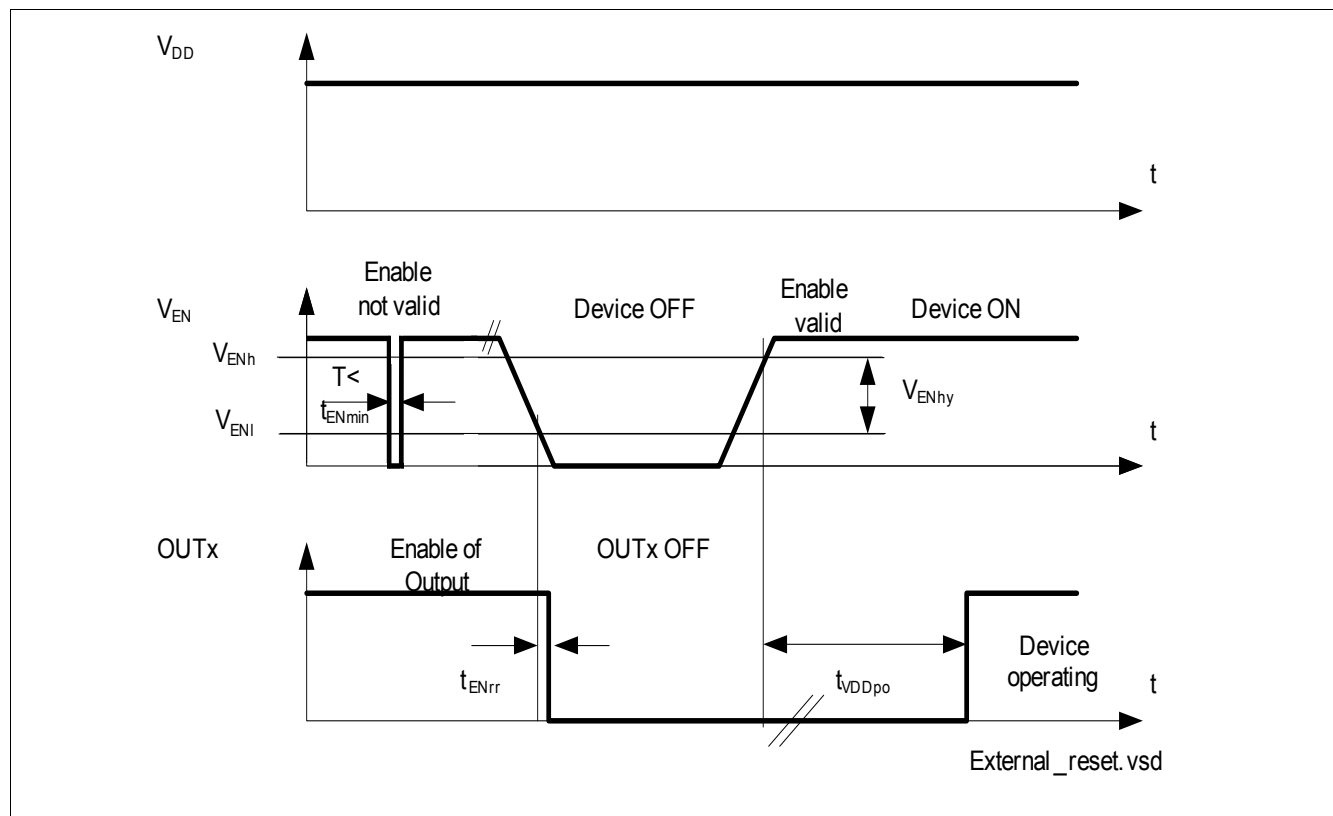 VDD
t
Enable
not valid
VEN
Device OFF
Enable
valid
Device ON
VENh
T<
tENmin
VENhy
VENl
t
OUTx
Enable of
Output
OUTx OFF
tENrr
tVDDpo
Device
operating
t
External_reset.vsd